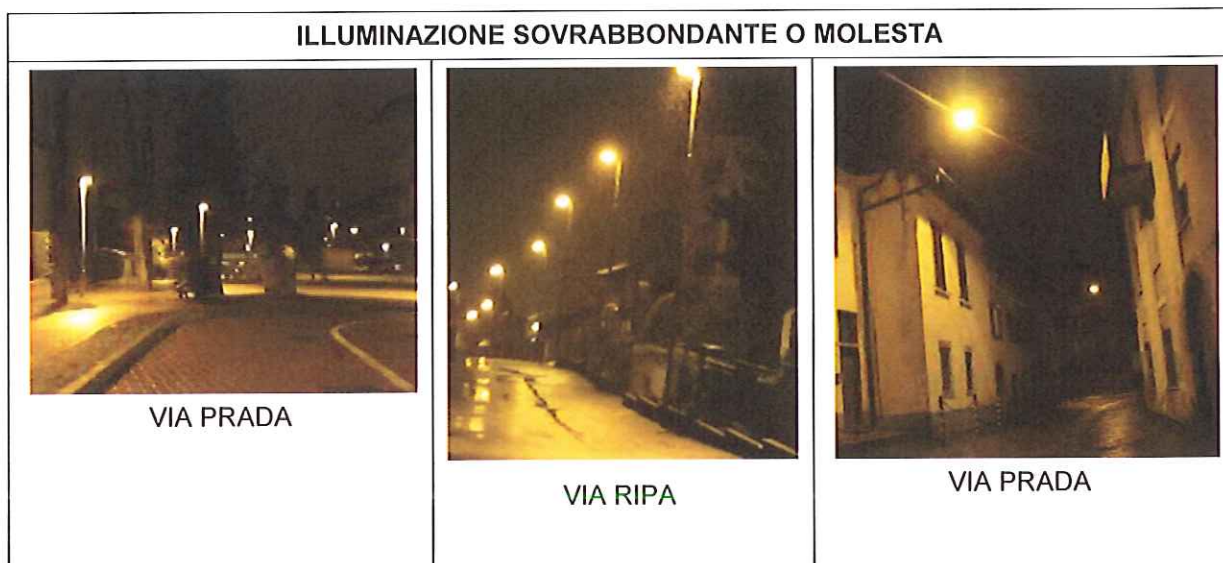 ILLUMINAZIONE SOVRABBONDANTE O MOLESTA
VIA PRADA
VIA RIPA
VIA PRADA